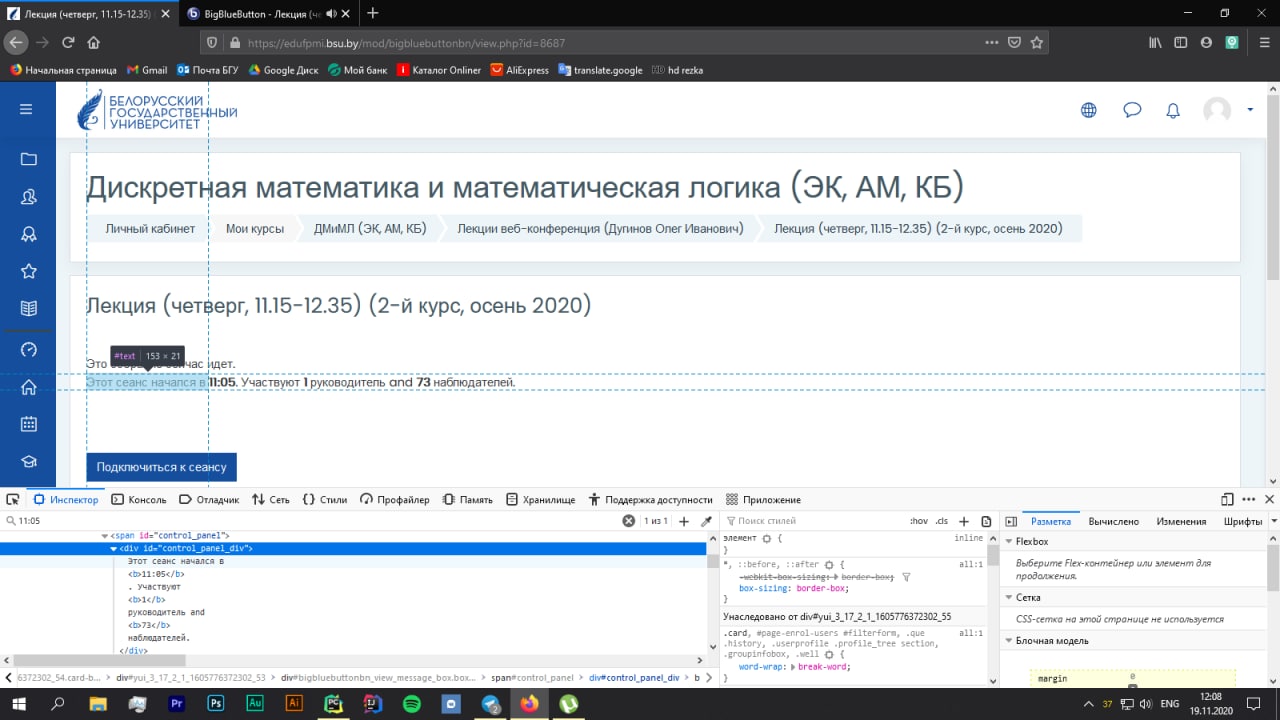 Лекция (четверг, 11.15-12.35)
BigBlueButton - Лекция (че
https://edufpmi.bsu.by/mod/bigbluebuttonbn/view.php?id=8687
Начальная страница Gmail Почта БГУ Google Диск Мой банк Каталог Onliner AliExpress translate.google HD hd rezka
БЕЛОРУССКИЙ
ГОСУДАРСТВЕННЫЙ
УНИВЕРСИТЕТ
Дискретная математика и математическая логика (ЭК, АМ, КБ)
Личный кабинет Мои курсы ДМиМЛ (ЭК, АМ, КБ) Лекции веб-конференция (Дугинов Олег Иванович) Лекция (четверг, 11.15-12.35) (2-й курс, осень 2020)
Лекция (четверг, 11.15-12.35) (2-й курс, осень 2020)
#text 153 × 21
Это собрание сейчас идет.
Этот сеанс начался в 11:05. Участвуют 1 руководитель and 73 наблюдателей.
Подключиться к сеансу
Инспектор Консоль Отладчик Сеть Стили Профайлер Память Хранилище Поддержка доступности Приложение
11:05 1 из 1
<span id="control_panel">
<div id="control_panel_div">
Этот сеанс начался в
<b>11:05</b>
. Участвуют
<b>1</b>
руководитель and
<b>73</b>
наблюдателей.
</div>
6372302_54.card-b... div#yui_3_17_2_1_1605776372302_53 div#bigbluebuttonbn_view_message_box.box... span#control_panel div#control_panel_div b
Поиск стилей :hov .cls
элемент { inline
}
*, ::before, ::after { all:1
-webkit-box-sizing: border-box;
box-sizing: border-box;
}
Унаследовано от div#yui_3_17_2_1_1605776372302_55
.card, #page-enrol-users #filterform, .que all:1
.history, .userprofile .profile_tree section,
.groupinfobox, .well {
word-wrap: break-word;
}
Разметка Вычислено Изменения Шрифты
Flexbox
Выберите Flex-контейнер или элемент для
продолжения.
Сетка
CSS-сетка на этой странице не используется
Блочная модель
margin 0
37 ENG 12:08
19.11.2020